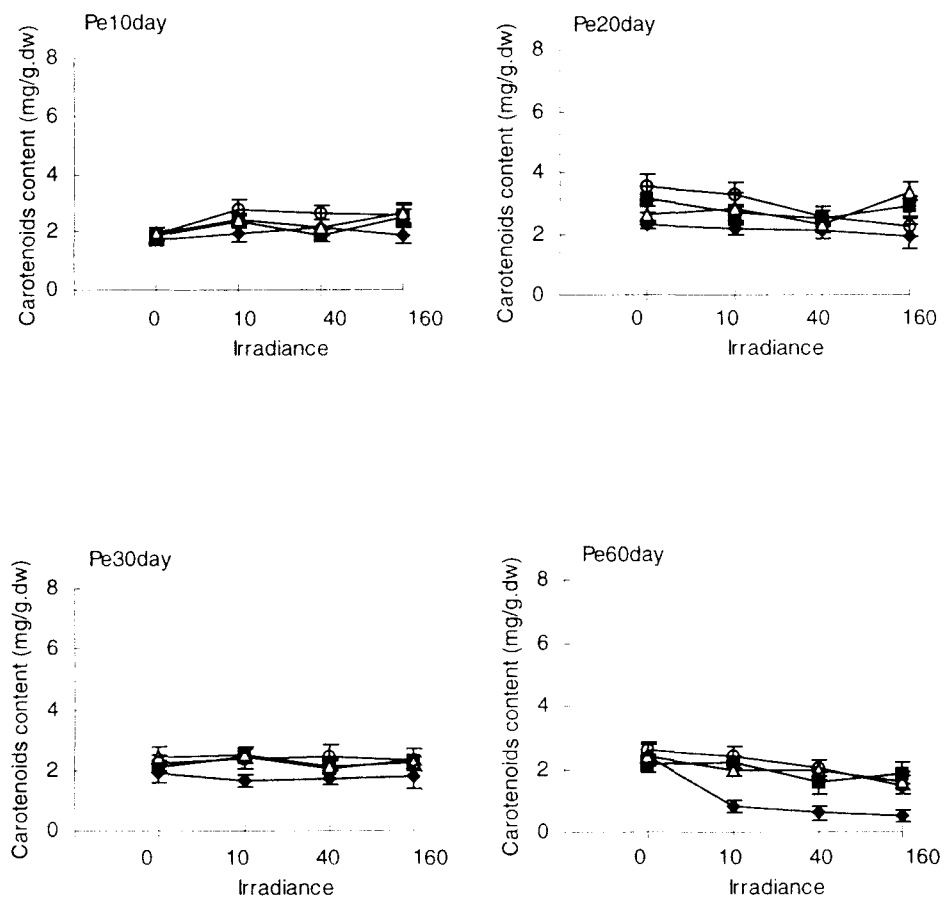 Pe10day
Carotenoids content (mg/g.dw)
8
6
4
2
0
0 10 40 160
Irradiance
Pe20day
Carotenoids content (mg/g.dw)
8
6
4
2
0
0 10 40 160
Irradiance
Pe30day
Carotenoids content (mg/g.dw)
8
6
4
2
0
0 10 40 160
Irradiance
Pe60day
Carotenoids content (mg/g.dw)
8
6
4
2
0
0 10 40 160
Irradiance